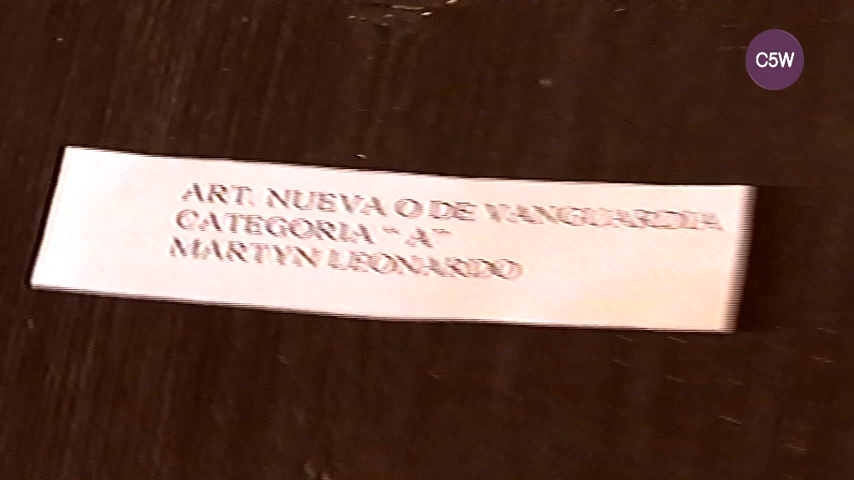 C5W
ART. NUEVA O DE VANGUARDIA
CATEGORIA "A"
MARTYN LEONARDO